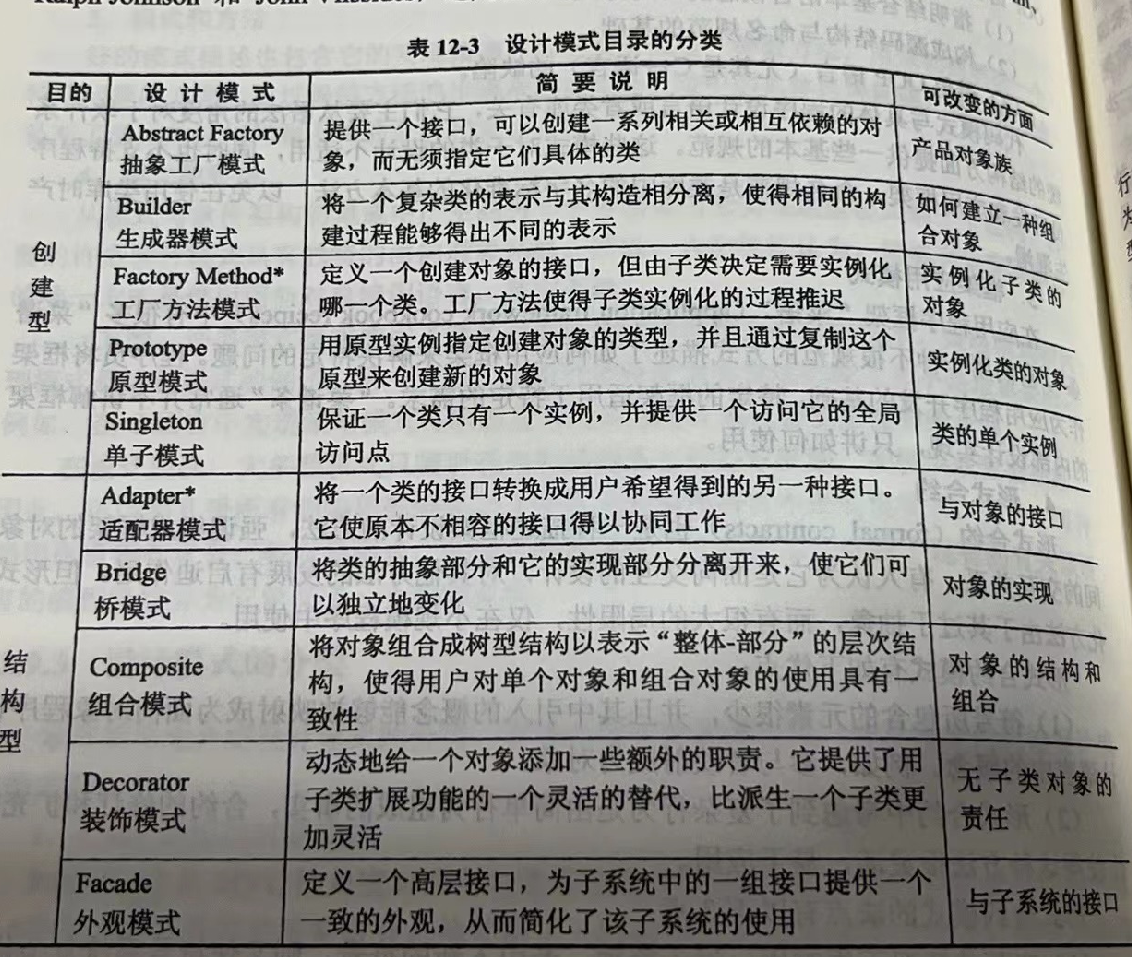 Ralph Johnson 和 John Vlissides,
表 12-3 设计模式目录的分类
目的 设计模式 简要说明 可改变的方面
创建型
Abstract Factory
抽象工厂模式
提供一个接口，可以创建一系列相关或相互依赖的对
象，而无须指定它们具体的类
产品对象族
Builder
生成器模式
将一个复杂类的表示与其构造相分离，使得相同的构
建过程能够得出不同的表示
如何建立一种组
合对象
Factory Method*
工厂方法模式
定义一个创建对象的接口，但由子类决定需要实例化
哪一个类。工厂方法使得子类实例化的过程推迟
实例化子类的
对象
Prototype
原型模式
用原型实例指定创建对象的类型，并且通过复制这个
原型来创建新的对象
实例化类的对象
Singleton
单子模式
保证一个类只有一个实例，并提供一个访问它的全局
访问点
类的单个实例
结构型
Adapter*
适配器模式
将一个类的接口转换成用户希望得到的另一种接口。
它使原本不相容的接口得以协同工作
与对象的接口
Bridge
桥模式
将类的抽象部分和它的实现部分分离开来，使它们可
以独立地变化
对象的实现
Composite
组合模式
将对象组合成树型结构以表示“整体-部分”的层次结
构，使得用户对单个对象和组合对象的使用具有一
致性
对象的结构和
组合
Decorator
装饰模式
动态地给一个对象添加一些额外的职责。它提供了用
子类扩展功能的一个灵活的替代，比派生一个子类更
加灵活
无子类对象的
责任
Facade
外观模式
定义一个高层接口，为子系统中的一组接口提供一个
一致的外观，从而简化了该子系统的使用
与子系统的接口